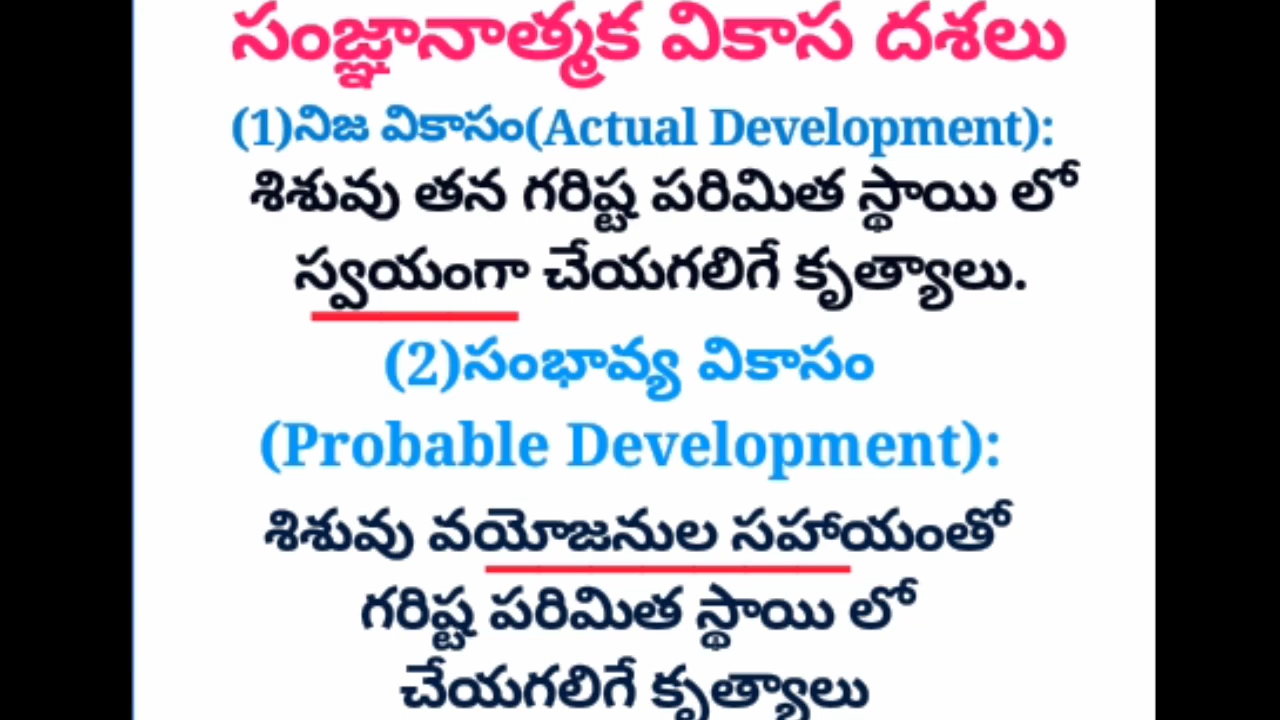 సంజ్ఞానాత్మక వికాస దశలు
(1)నిజ వికాసం(Actual Development):
శిశువు తన గరిష్ట పరిమిత స్థాయి లో
స్వయంగా చేయగలిగే కృత్యాలు.
(2)సంభావ్య వికాసం
(Probable Development):
శిశువు వయోజనుల సహాయంతో
గరిష్ట పరిమిత స్థాయి లో
చేయగలిగే కృత్యాలు